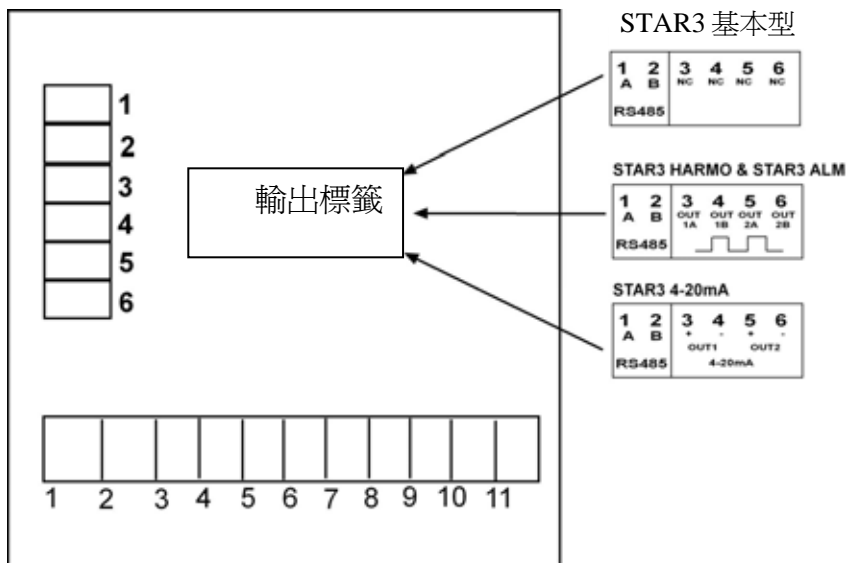 STAR3 基本型
1 2 3 4 5 6
A B NC NC NC NC
RS485
STAR3 HARMO & STAR3 ALM
1 2 3 4 5 6
A B OUT 1A OUT 1B OUT 2A OUT 2B
RS485
STAR3 4-20mA
1 2 3 4 5 6
A B + - + -
OUT1 OUT2
RS485 4-20mA
輸出標籤
1
2
3
4
5
6
1 2 3 4 5 6 7 8 9 10 11